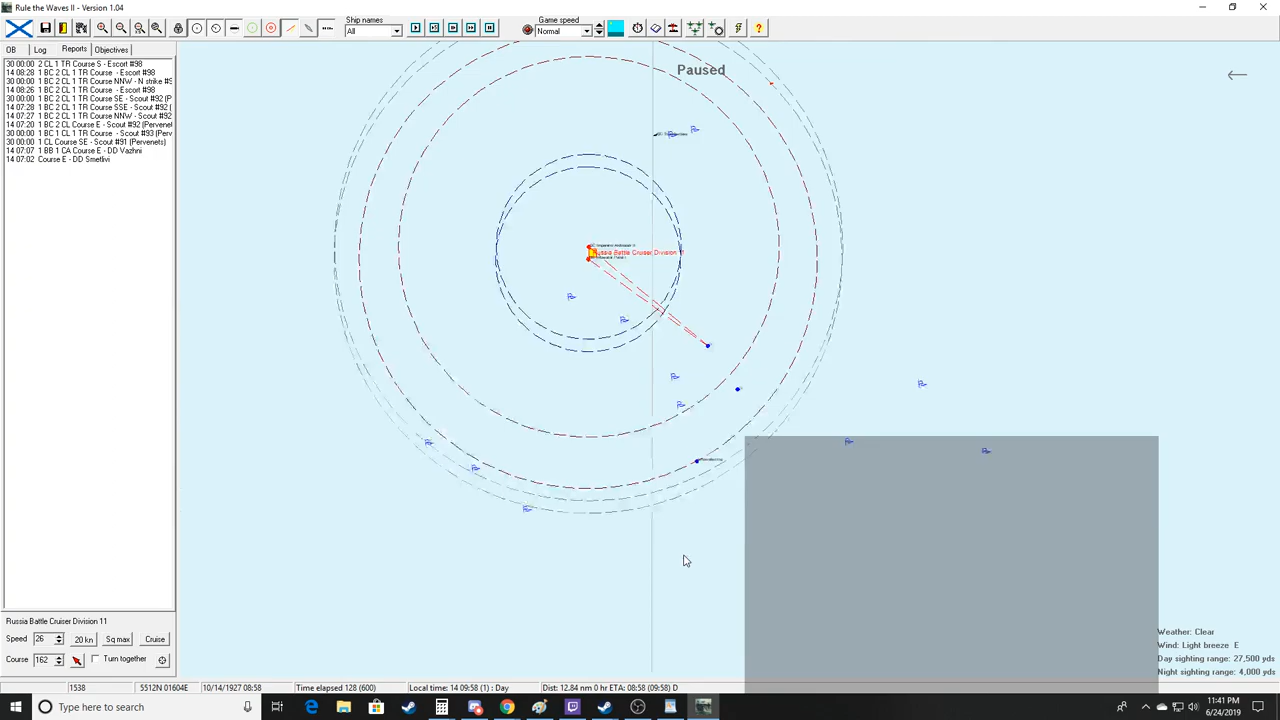 Rule the Waves II - Version 1.04
Ship names
All
Game speed
Normal
OB Log Reports Objectives
30 00:00 2 CL 1 TR Course S - Escort #98
14 08:28 1 BC 2 CL 1 TR Course - Escort #98
30 00:00 1 BC 2 CL 1 TR Course NNW - N strike #9
14 08:26 1 BC 2 CL 1 TR Course - Escort #98
30 00:00 1 BC 2 CL 1 TR Course SE - Scout #92 (P
14 07:28 1 BC 2 CL 1 TR Course SSE - Scout #92 (
14 07:27 1 BC 2 CL 1 TR Course NNW - Scout #92
14 07:20 1 BC 2 CL Course E - Scout #92 (Pervenet
30 00:00 1 BC 1 CL 1 TR Course - Scout #93 (Perv
30 00:00 1 CL Course SE - Scout #91 (Pervenets)
14 07:07 1 BB 1 CA Course E - DD Vazhni
14 07:02 Course E - DD Smetlivi
Paused
Russia Battle Cruiser Division 1
Russia Battle Cruiser Division 11
Speed 26 20 kn Sq max Cruise
Course 162 Turn together
Weather: Clear
Wind: Light breeze E
Day sighting range: 27,500 yds
Night sighting range: 4,000 yds
1538 5512N 01604E 10/14/1927 08:58 Time elapsed 128 (600) Local time: 14 09:58 (1) : Day Dist: 12.84 nm 0 hr ETA: 08:58 (09:58) D
Type here to search
11:41 PM
6/24/2019